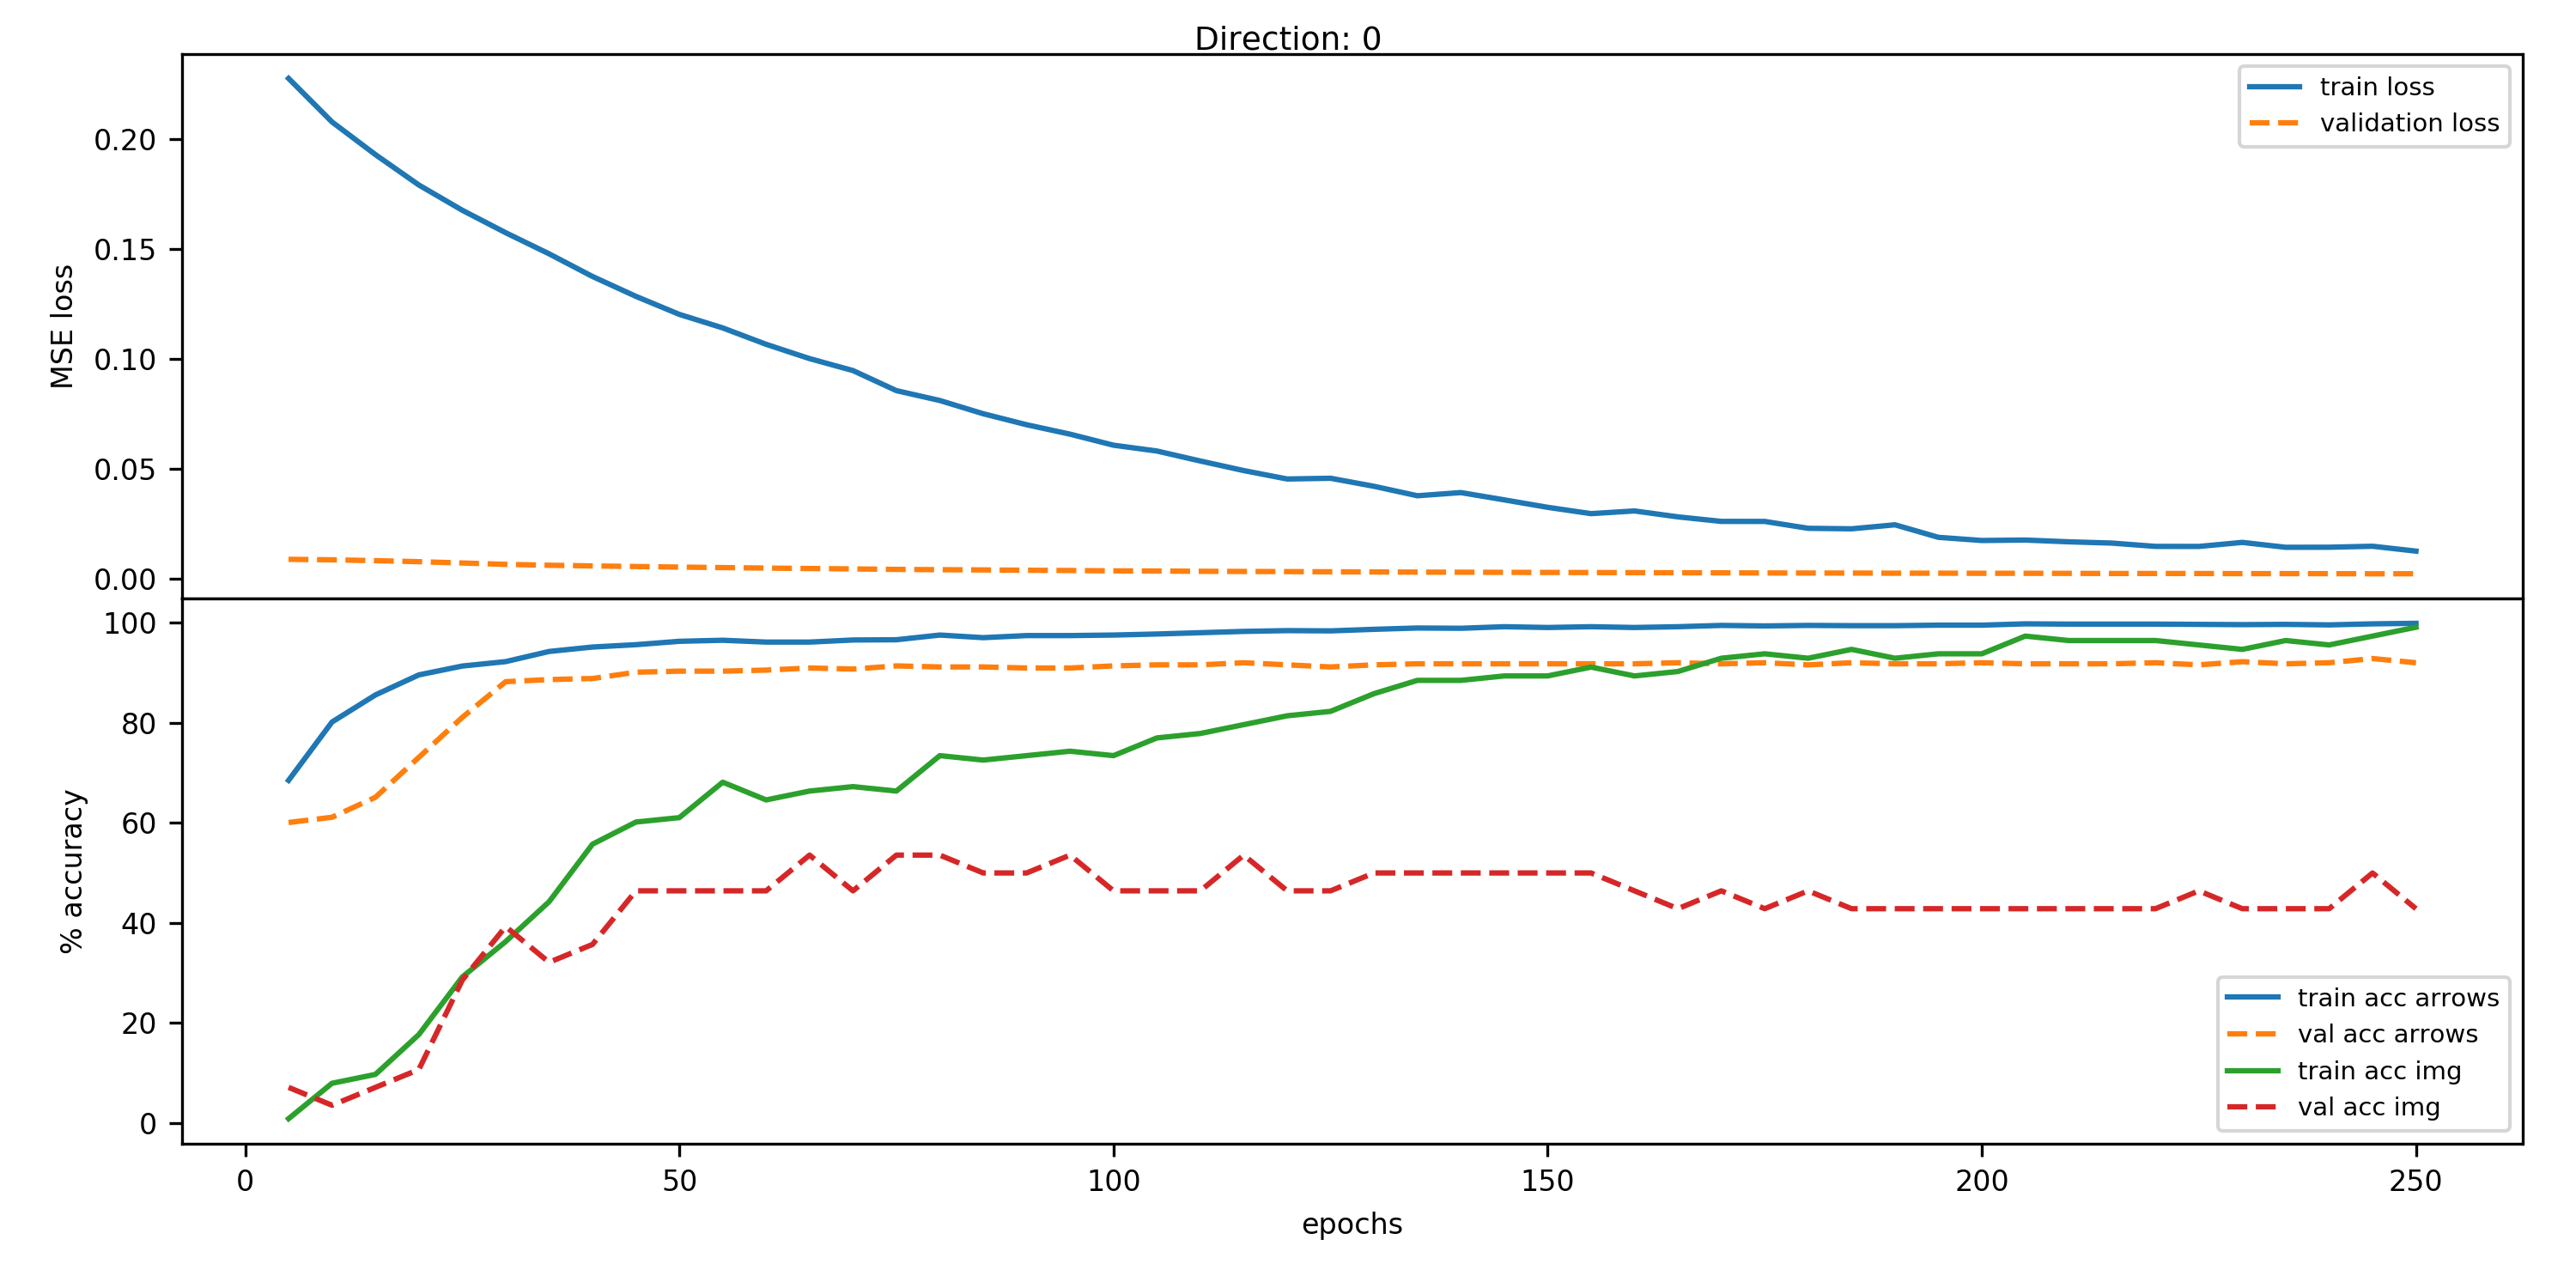 Direction: 0
train loss
validation loss
MSE loss
0.20
0.15
0.10
0.05
0.00
% accuracy
100
80
60
40
20
0
train acc arrows
val acc arrows
train acc img
val acc img
0 50 100 150 200 250
epochs